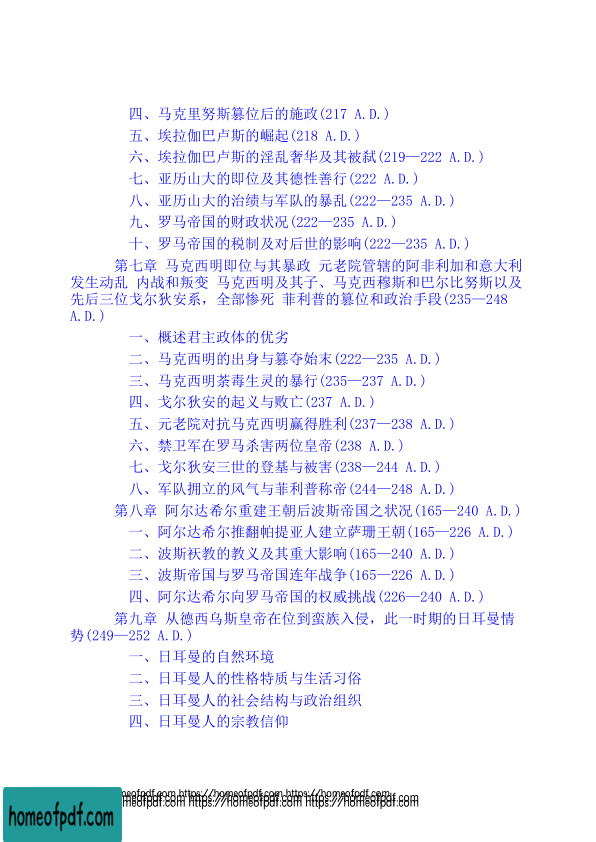 四、马克里努斯篡位后的施政(217 A.D.)
五、埃拉伽巴卢斯的崛起(218 A.D.)
六、埃拉伽巴卢斯的淫乱奢华及其被弑(219—222 A.D.)
七、亚历山大的即位及其德性善行(222 A.D.)
八、亚历山大的治绩与军队的暴乱(222—235 A.D.)
九、罗马帝国的财政状况(222—235 A.D.)
十、罗马帝国的税制及对后世的影响(222—235 A.D.)
第七章 马克西明即位与其暴政 元老院管辖的阿非利加和意大利
发生动乱 内战和叛变 马克西明及其子、马克西穆斯和巴尔比努斯以及
先后三位戈尔狄安系，全部惨死 菲利普的篡位和政治手段(235—248
A.D.)
一、概述君主政体的优劣
二、马克西明的出身与篡夺始末(222—235 A.D.)
三、马克西明荼毒生灵的暴行(235—237 A.D.)
四、戈尔狄安的起义与败亡(237 A.D.)
五、元老院对抗马克西明赢得胜利(237—238 A.D.)
六、禁卫军在罗马杀害两位皇帝(238 A.D.)
七、戈尔狄安三世的登基与被害(238—244 A.D.)
八、军队拥立的风气与菲利普称帝(244—248 A.D.)
第八章 阿尔达希尔重建王朝后波斯帝国之状况(165—240 A.D.)
一、阿尔达希尔推翻帕提亚人建立萨珊王朝(165—226 A.D.)
二、波斯祆教的教义及其重大影响(165—240 A.D.)
三、波斯帝国与罗马帝国连年战争(165—226 A.D.)
四、阿尔达希尔向罗马帝国的权威挑战(226—240 A.D.)
第九章 从德西乌斯皇帝在位到蛮族入侵，此一时期的日耳曼情
势(249—252 A.D.)
一、日耳曼的自然环境
二、日耳曼人的性格特质与生活习俗
三、日耳曼人的社会结构与政治组织
四、日耳曼人的宗教信仰
homeofpdf.com https://homeofpdf.com https://homeofpdf.com
homeofpdf.com https://homeofpdf.com https://homeofpdf.com
homeofpdf.com